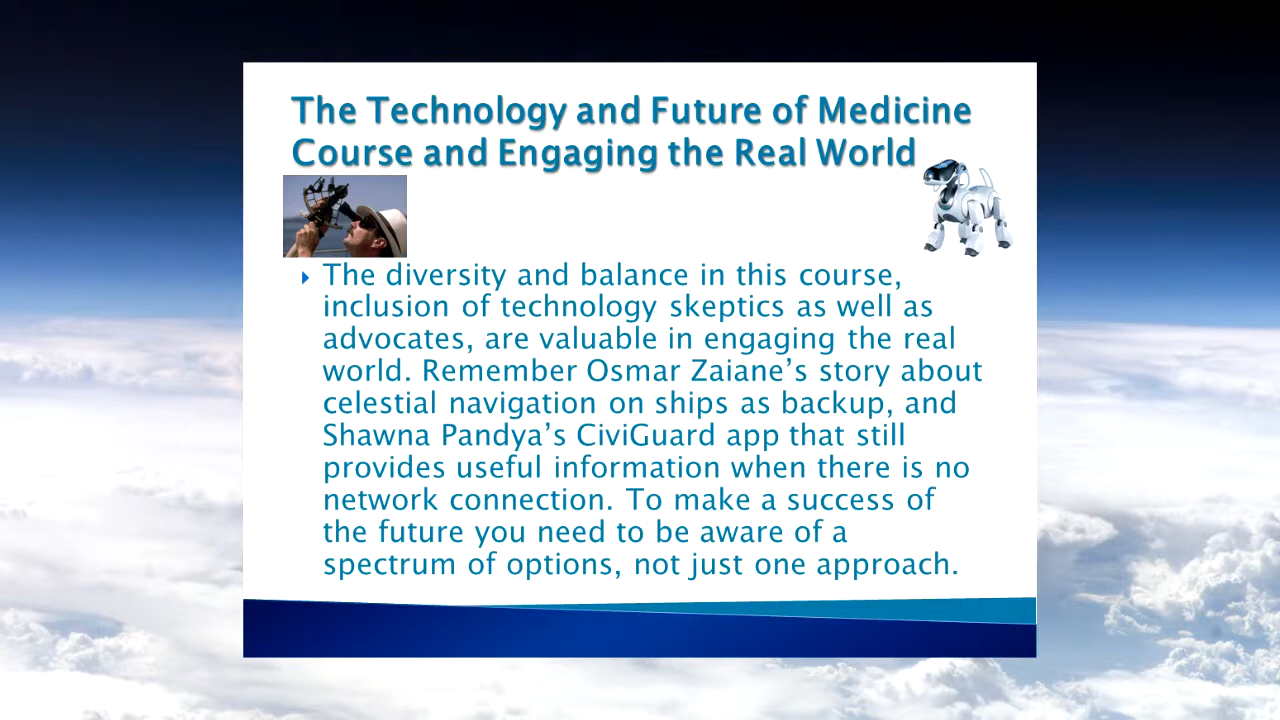 The Technology and Future of Medicine
Course and Engaging the Real World
The diversity and balance in this course,
inclusion of technology skeptics as well as
advocates, are valuable in engaging the real
world. Remember Osmar Zaiane’s story about
celestial navigation on ships as backup, and
Shawna Pandya’s CiviGuard app that still
provides useful information when there is no
network connection. To make a success of
the future you need to be aware of a
spectrum of options, not just one approach.